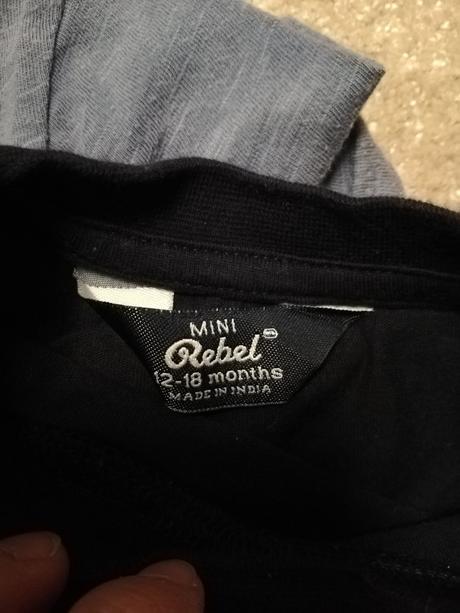 MINI
Rebel
12-18 months
MADE IN INDIA